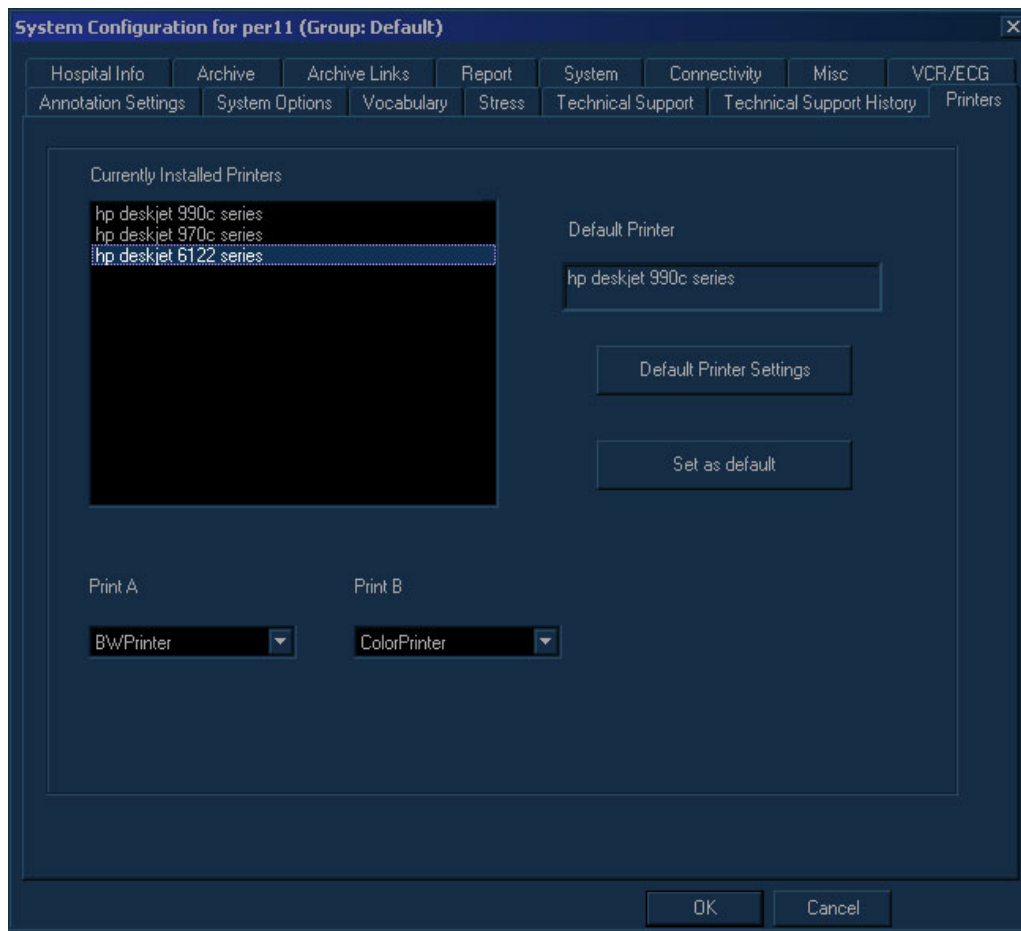 System Configuration for per11 (Group: Default)
Hospital Info Archive Archive Links Report System Connectivity Misc VCR/ECG
Annotation Settings System Options Vocabulary Stress Technical Support Technical Support History Printers
Currently Installed Printers
hp deskjet 990c series
hp deskjet 970c series
hp deskjet 6122 series
Default Printer
hp deskjet 990c series
Default Printer Settings
Set as default
Print A Print B
BWPrinter ColorPrinter
OK Cancel